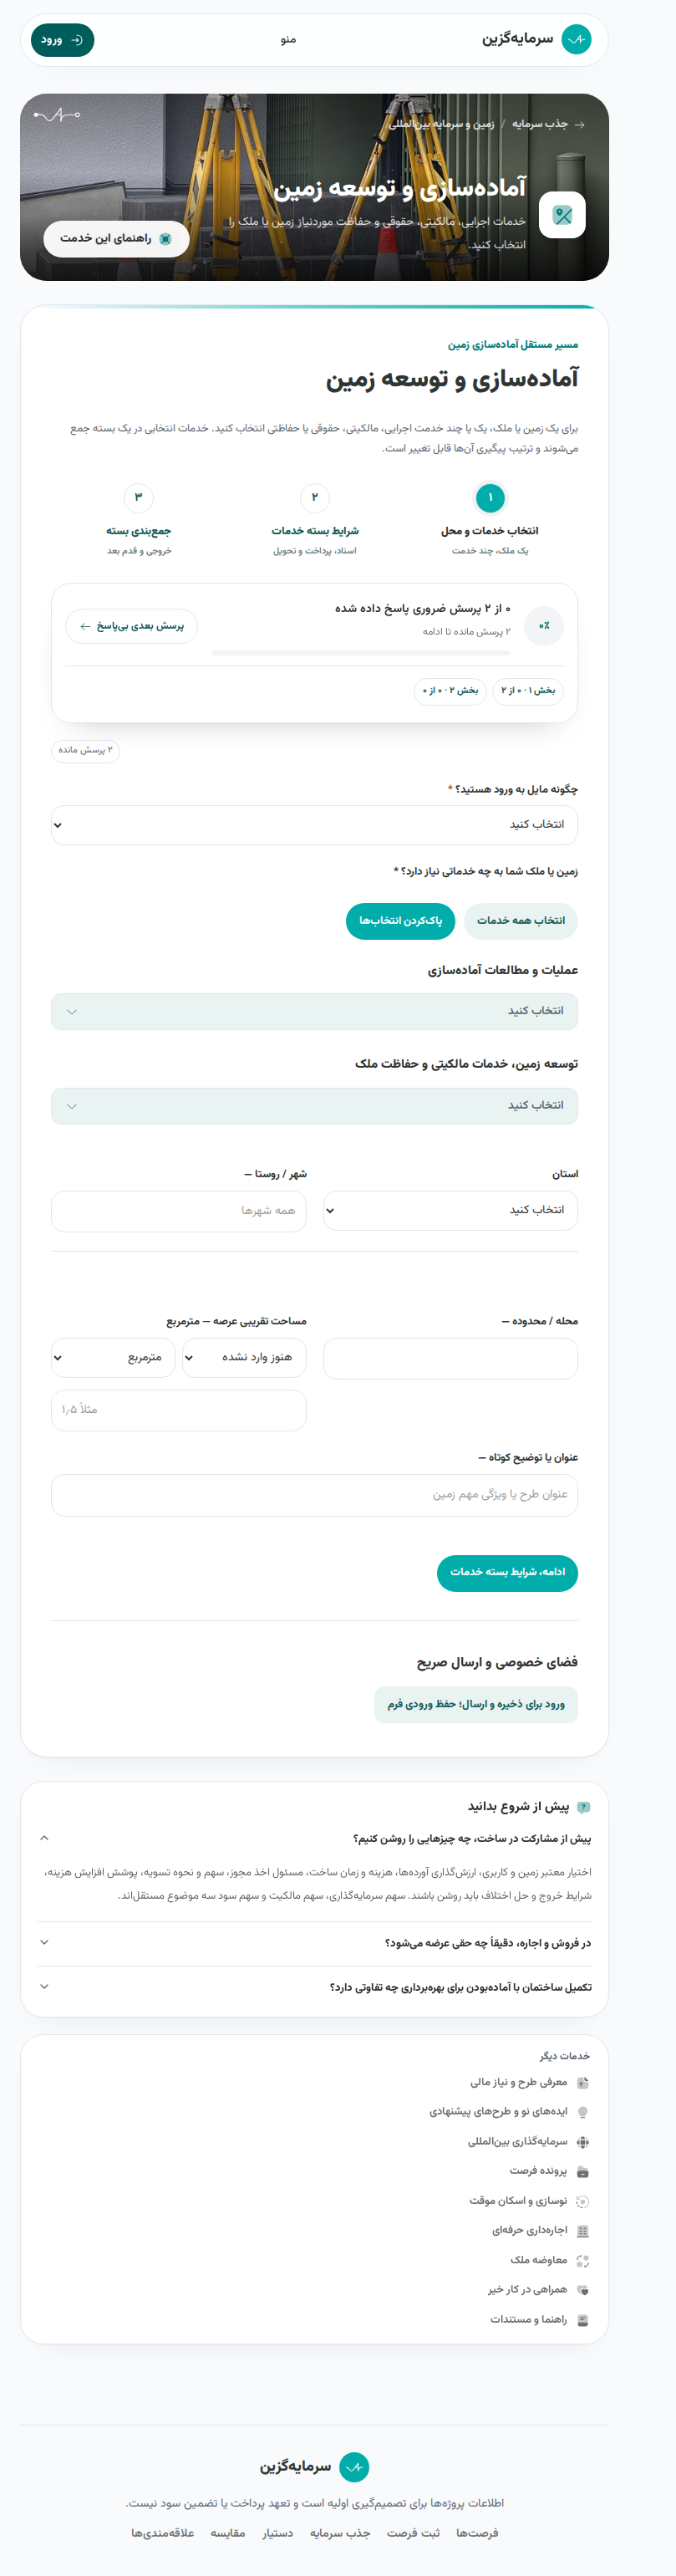 سرمایه‌گزین
منو
ورود
جذب سرمایه / زمین و سرمایه بین‌المللی
آماده‌سازی و توسعه زمین
خدمات اجرایی، مالکیتی، حقوقی و حفاظت موردنیاز زمین یا ملک را
انتخاب کنید.
راهنمای این خدمت
مسیر مستقل آماده‌سازی زمین
آماده‌سازی و توسعه زمین
برای یک زمین یا ملک، یک یا چند خدمت اجرایی، مالکیتی، حقوقی یا حفاظتی انتخاب کنید. خدمات انتخابی در یک بسته جمع
می‌شوند و ترتیب پیگیری آن‌ها قابل تغییر است.
۱
انتخاب خدمات و محل
یک ملک، چند خدمت
۲
شرایط بسته خدمات
اسناد، پرداخت و تحویل
۳
جمع‌بندی بسته
خروجی و قدم بعد
۰٪
۰ از ۲ پرسش ضروری پاسخ داده شده
۲ پرسش مانده تا ادامه
پرسش بعدی بی‌پاسخ
بخش ۱ · ۰ از ۲
بخش ۲ · ۰ از ۰
۲ پرسش مانده
چگونه مایل به ورود هستید؟ *
انتخاب کنید
زمین یا ملک شما به چه خدماتی نیاز دارد؟ *
انتخاب همه خدمات
پاک‌کردن انتخاب‌ها
عملیات و مطالعات آماده‌سازی
انتخاب کنید
توسعه زمین، خدمات مالکیتی و حفاظت ملک
انتخاب کنید
استان
شهر / روستا —
انتخاب کنید
همه شهرها
محله / محدوده —
مساحت تقریبی عرصه — مترمربع
هنوز وارد نشده
مترمربع
مثلاً ۱٫۵
عنوان یا توضیح کوتاه —
عنوان طرح یا ویژگی مهم زمین
ادامه، شرایط بسته خدمات
فضای خصوصی و ارسال صریح
ورود برای ذخیره و ارسال؛ حفظ ورودی فرم
پیش از شروع بدانید
پیش از مشارکت در ساخت، چه چیزهایی را روشن کنیم؟
اختیار معتبر زمین و کاربری، ارزش‌گذاری آورده‌ها، هزینه و زمان ساخت، مسئول اخذ مجوز، سهم و نحوه تسویه، پوشش افزایش هزینه،
شرایط خروج و حل اختلاف باید روشن باشند. سهم سرمایه‌گذاری، سهم مالکیت و سهم سود سه موضوع مستقل‌اند.
در فروش و اجاره، دقیقاً چه حقی عرضه می‌شود؟
تکمیل ساختمان با آماده‌بودن برای بهره‌برداری چه تفاوتی دارد؟
خدمات دیگر
معرفی طرح و نیاز مالی
ایده‌های نو و طرح‌های پیشنهادی
سرمایه‌گذاری بین‌المللی
پرونده فرصت
نوسازی و اسکان موقت
اجاره‌داری حرفه‌ای
معاوضه ملک
همراهی در کار خیر
راهنما و مستندات
سرمایه‌گزین
اطلاعات پروژه‌ها برای تصمیم‌گیری اولیه است و تعهد پرداخت یا تضمین سود نیست.
فرصت‌ها
ثبت فرصت
جذب سرمایه
دستیار
مقایسه
علاقه‌مندی‌ها